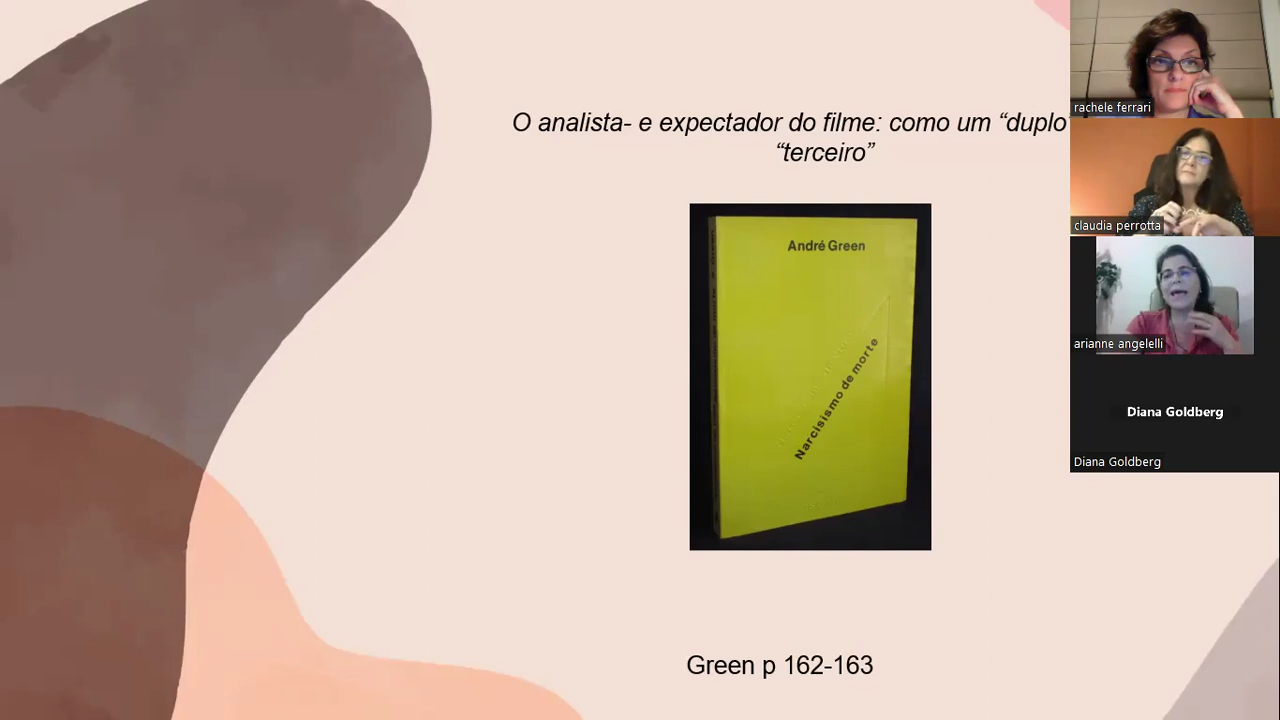 O analista- e expectador do filme: como um “duplo
“terceiro”
André Green
Narcisismo de morte
Green p 162-163
rachele ferrari
claudia perrotta
arianne angelelli
Diana Goldberg
Diana Goldberg